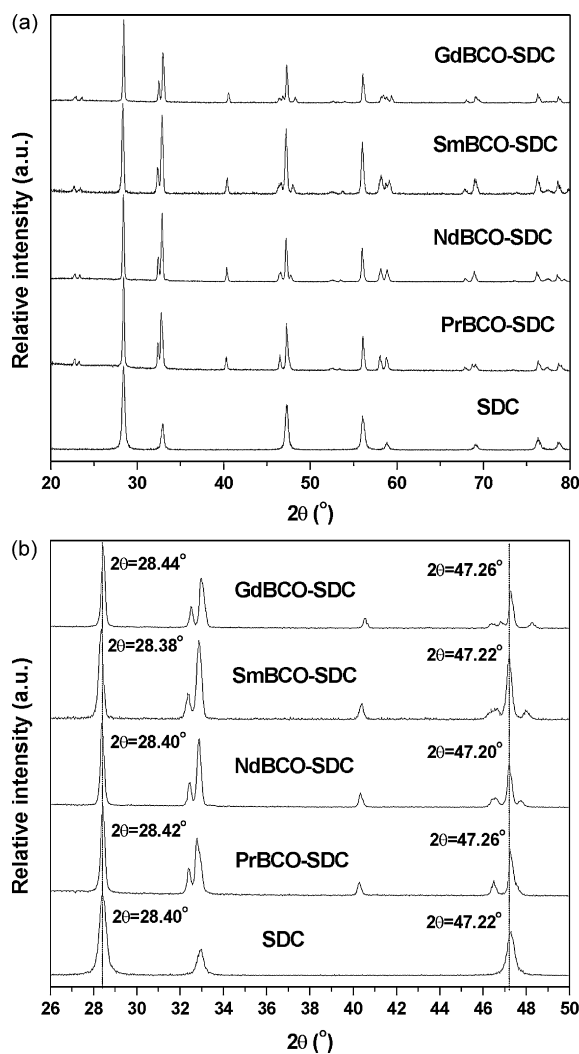 (a)
GdBCO-SDC
SmBCO-SDC
NdBCO-SDC
PrBCO-SDC
SDC
Relative intensity (a.u.)
20 30 40 50 60 70 80
2θ (°)
(b)
2θ=28.44° 2θ=47.26°
GdBCO-SDC
2θ=28.38° 2θ=47.22°
SmBCO-SDC
2θ=28.40° 2θ=47.20°
NdBCO-SDC
2θ=28.42° 2θ=47.26°
PrBCO-SDC
2θ=28.40° 2θ=47.22°
SDC
Relative intensity (a.u.)
26 28 30 32 34 36 38 40 42 44 46 48 50
2θ (°)